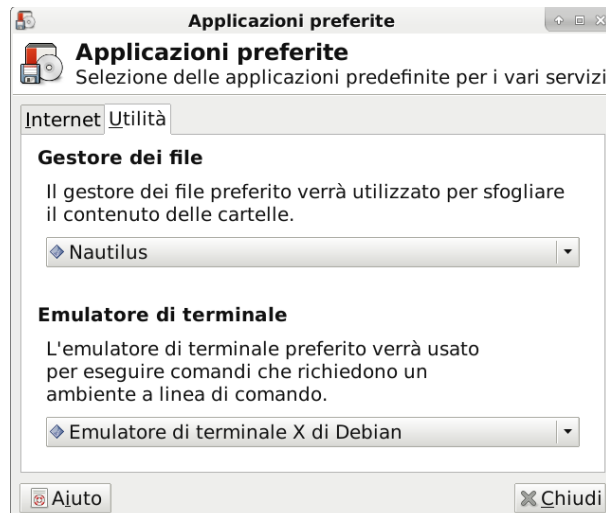 Applicazioni preferite
Applicazioni preferite
Selezione delle applicazioni predefinite per i vari servizi
Internet Utilità
Gestore dei file
Il gestore dei file preferito verrà utilizzato per sfogliare
il contenuto delle cartelle.
Nautilus
Emulatore di terminale
L'emulatore di terminale preferito verrà usato
per eseguire comandi che richiedono un
ambiente a linea di comando.
Emulatore di terminale X di Debian
Aiuto
Chiudi